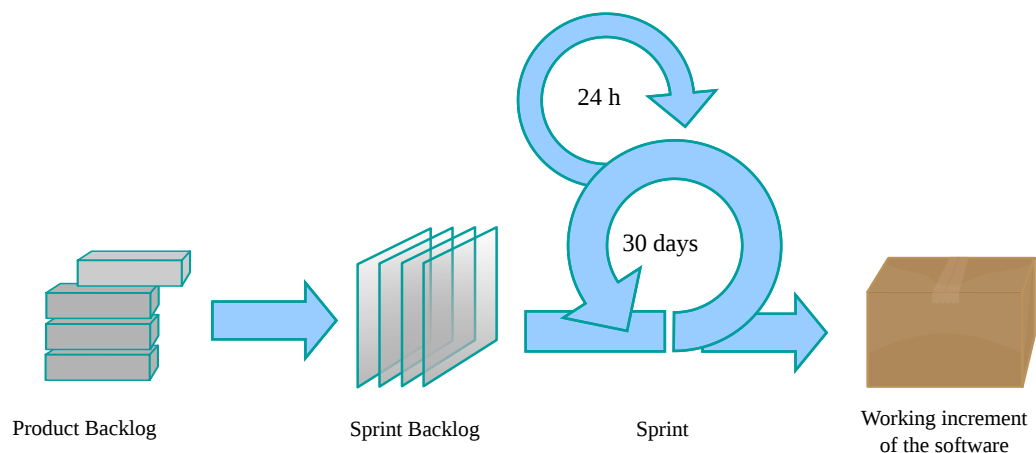 24 h
30 days
Product Backlog
Sprint Backlog
Sprint
Working increment
of the software